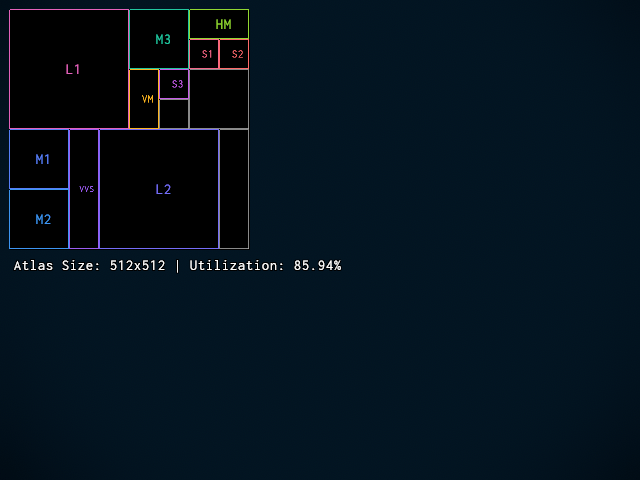 HM
M3
S1 S2
L1
S3
VM
M1
VVS L2
M2
Atlas Size: 512x512 | Utilization: 85.94%